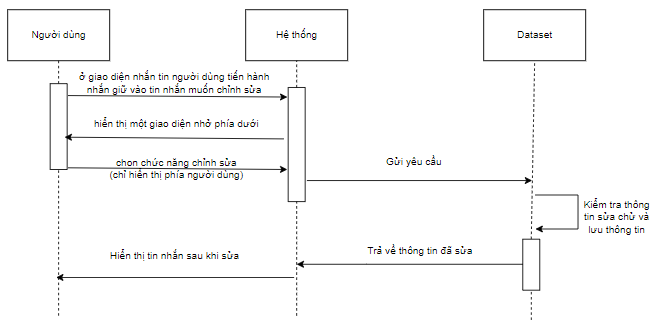 Người dùng
Hệ thống
Dataset
ở giao diện nhắn tin người dùng tiến hành
nhấn giữ vào tin nhắn muốn chỉnh sửa
hiển thị một giao diện nhở phía dưới
chọn chức năng chỉnh sửa
(chỉ hiển thị phía người dùng)
Gửi yêu cầu
Kiểm tra thông
tin sửa chử và
lưu thông tin
Trả về thông tin đã sửa
Hiển thị tin nhắn sau khi sửa